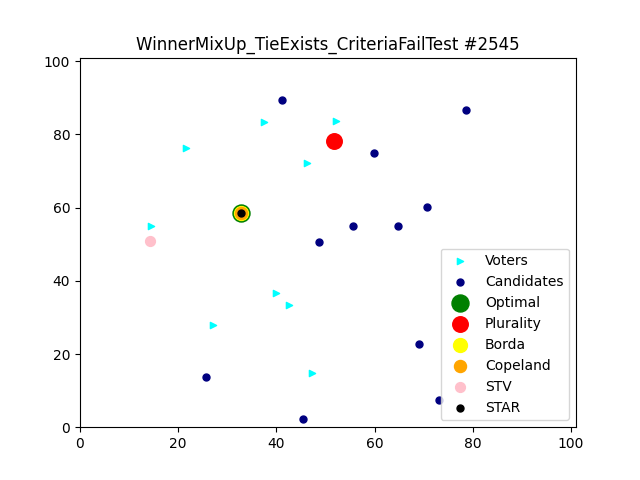 WinnerMixUp_TieExists_CriteriaFailTest #2545
100
80
60
40
20
0
0 20 40 60 80 100
Voters
Candidates
Optimal
Plurality
Borda
Copeland
STV
STAR